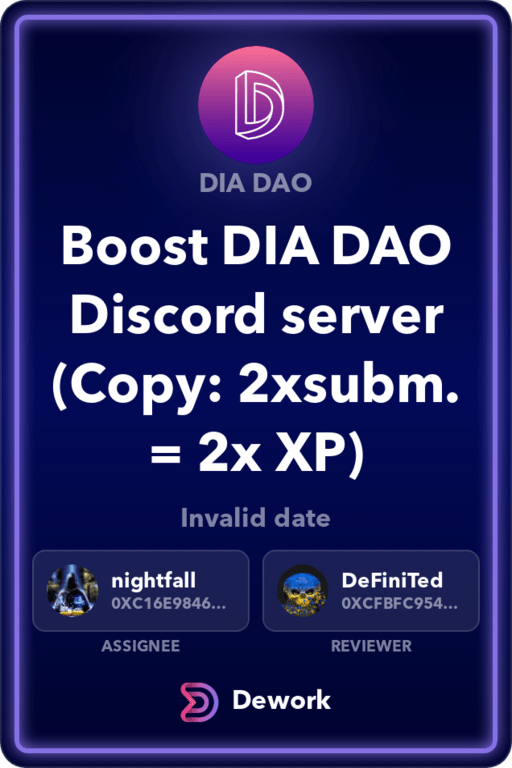 DIA DAO
Boost DIA DAO
Discord server
(Copy: 2xsubm.
= 2x XP)
Invalid date
nightfall
0XC16E9846...
ASSIGNEE
DeFiniTed
0XCFBFC954...
REVIEWER
Dework